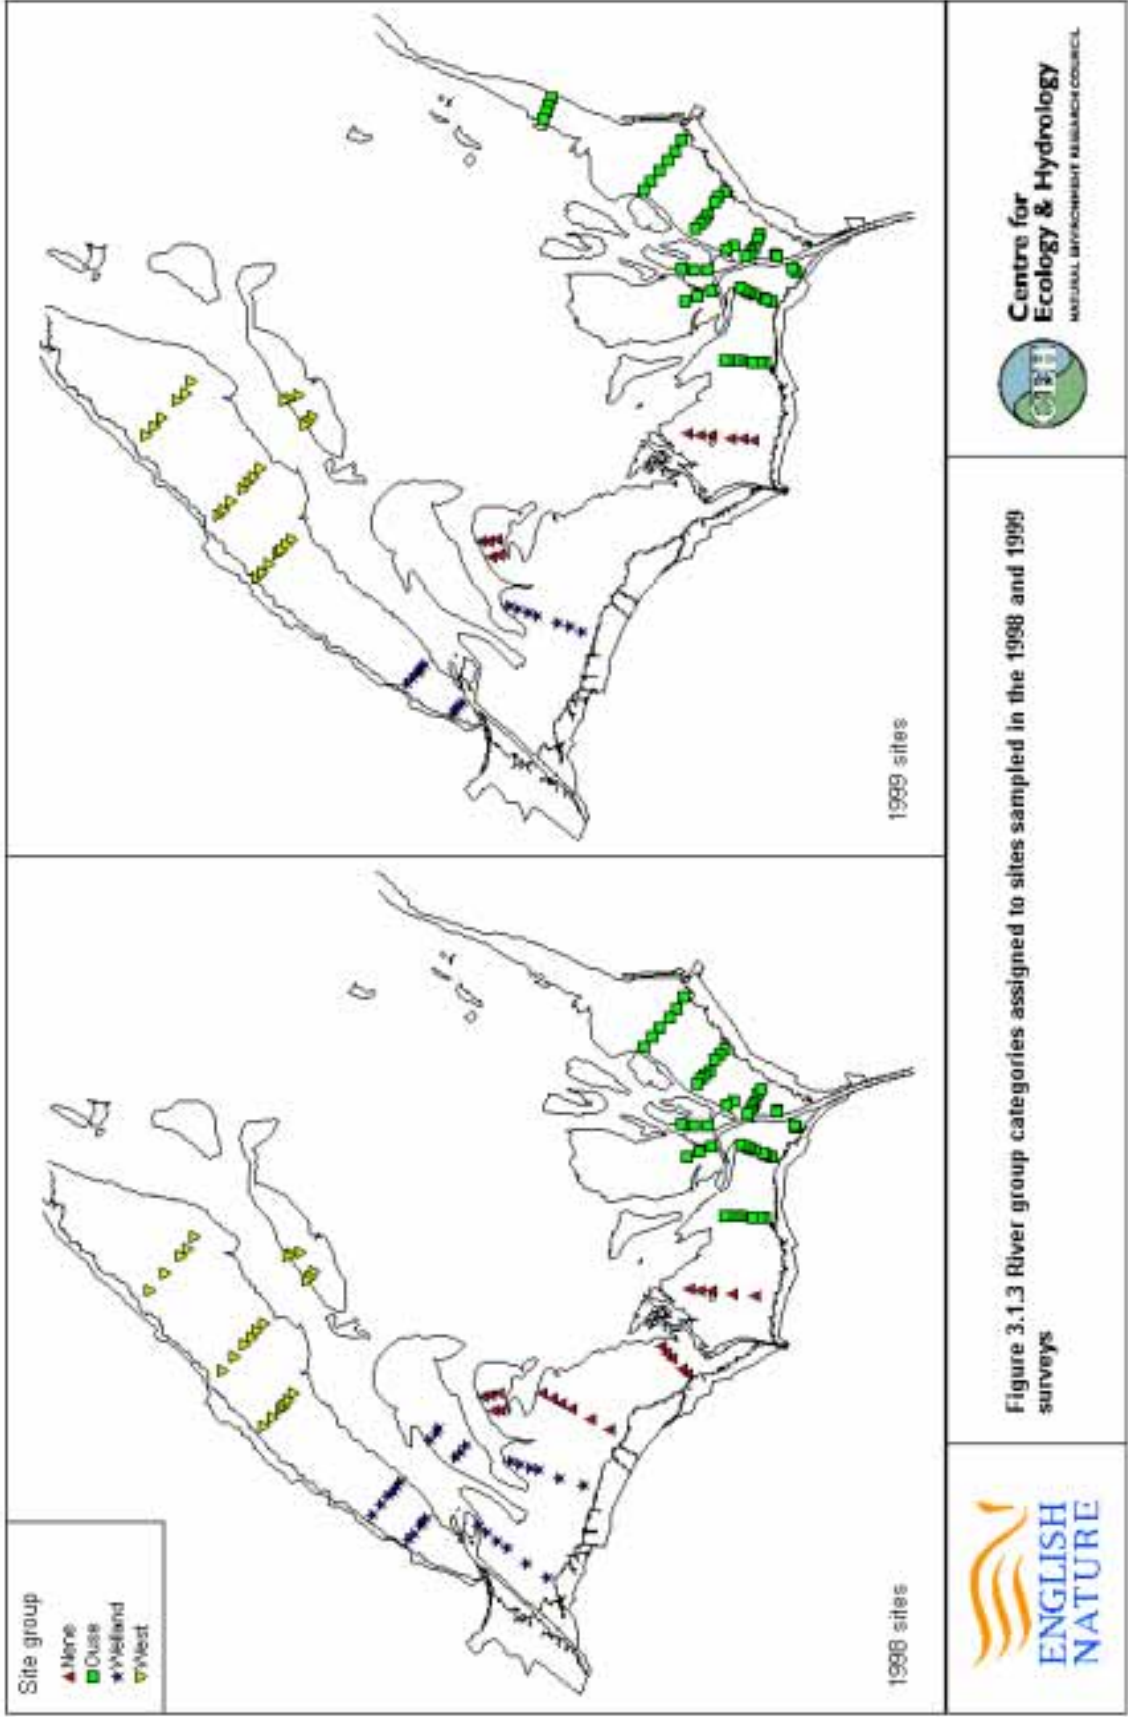 Site group
Nene
Ouse
Welland
West
1998 sites
1999 sites
ENGLISH
NATURE
Figure 3.1.3 River group categories assigned to sites sampled in the 1998 and 1999
surveys
CEH
Centre for
Ecology & Hydrology
NATURAL ENVIRONMENT RESEARCH COUNCIL